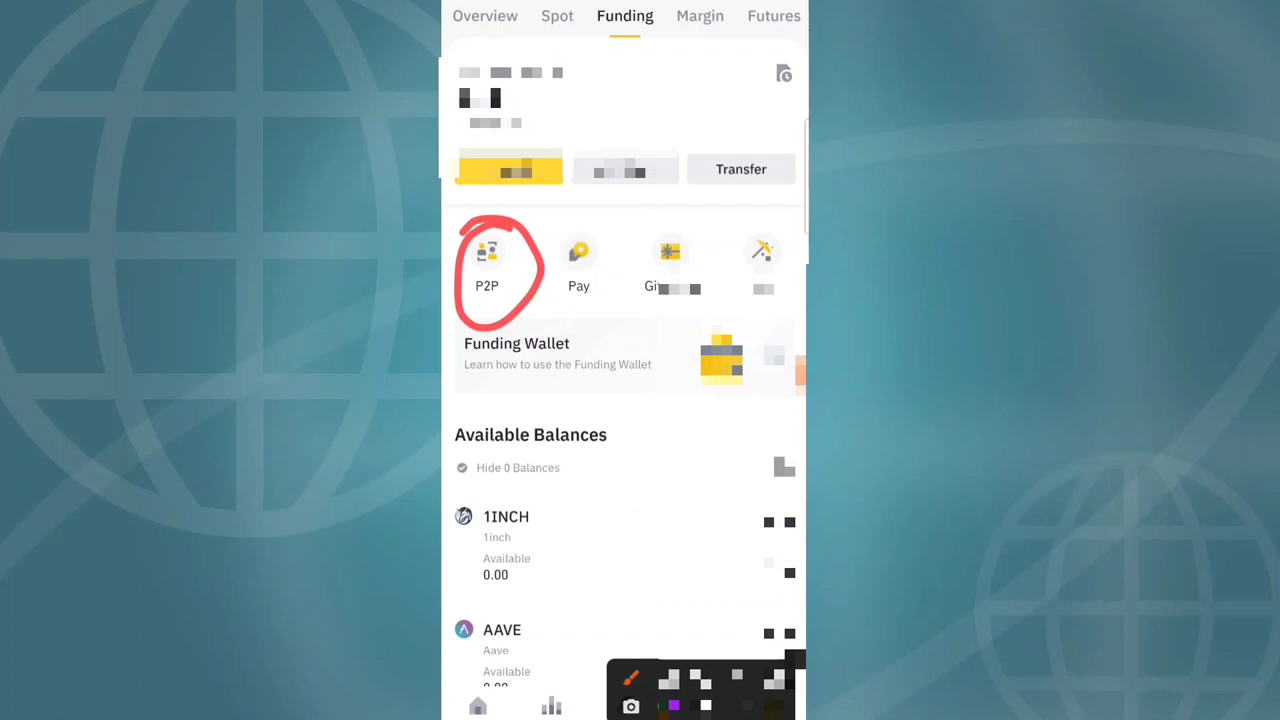 Overview Spot Funding Margin Futures
Transfer
P2P Pay
Funding Wallet
Learn how to use the Funding Wallet
Available Balances
Hide 0 Balances
1INCH
1inch
Available
0.00
AAVE
Aave
Available